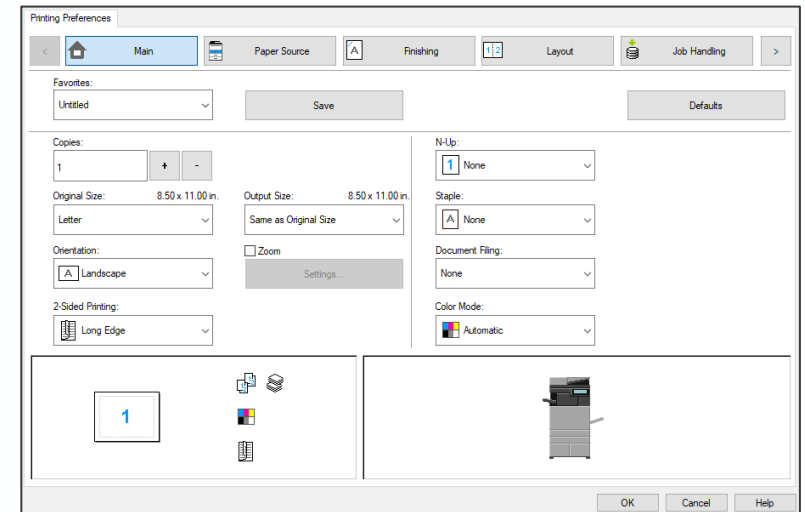 Printing Preferences
< Main Paper Source A Finishing 1 2 Layout Job Handling >
Favorites:
Untitled Save Defaults
Copies: N-Up:
1 + - 1 None
Original Size: 8.50 x 11.00 in. Output Size: 8.50 x 11.00 in. Staple:
Letter Same as Original Size A None
Orientation: Zoom Document Filing:
A Landscape Settings... None
2-Sided Printing: Color Mode:
Long Edge Automatic
1
OK Cancel Help